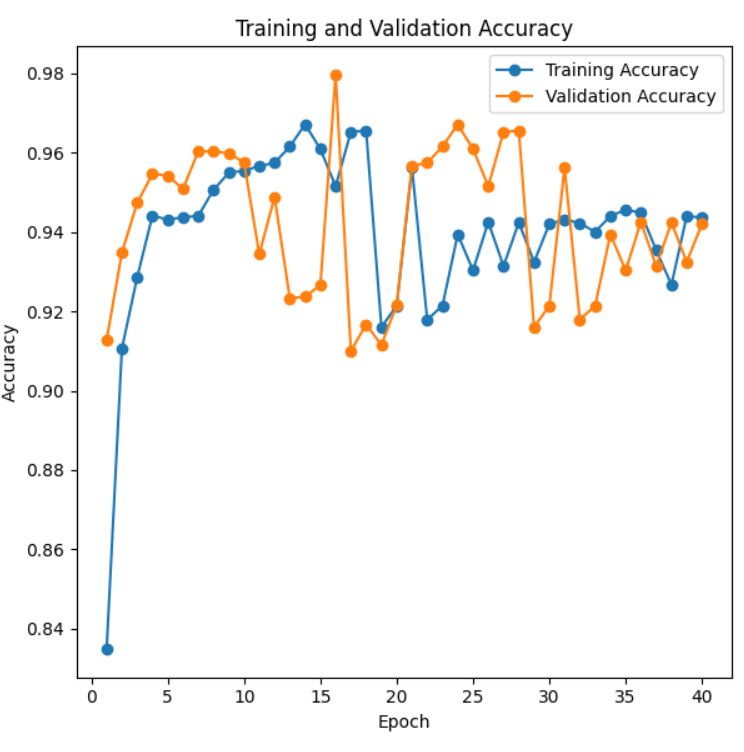 Training and Validation Accuracy
Training Accuracy
Validation Accuracy
Accuracy
0.98
0.96
0.94
0.92
0.90
0.88
0.86
0.84
0 5 10 15 20 25 30 35 40
Epoch